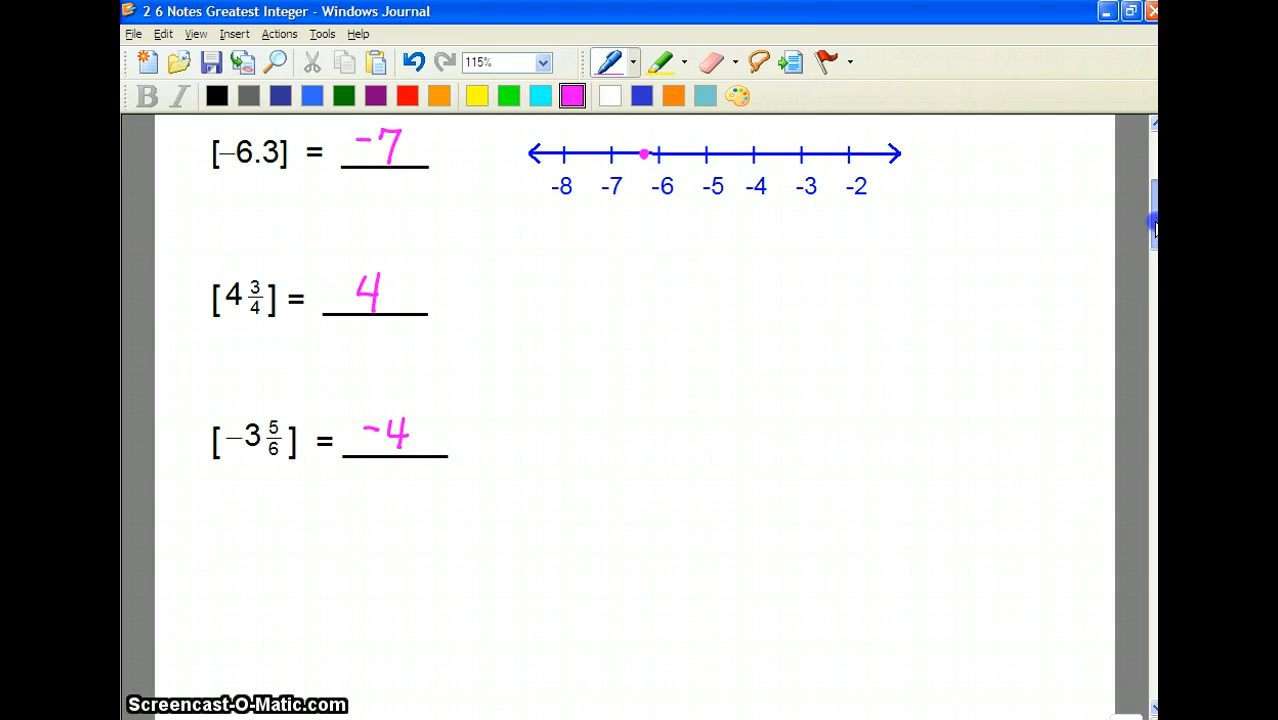 2 6 Notes Greatest Integer - Windows Journal
File Edit View Insert Actions Tools Help
115%
B I
[−6.3] = -7
-8 -7 -6 -5 -4 -3 -2
[4 3/4] = 4
[−3 5/6] = -4
Screencast-O-Matic.com